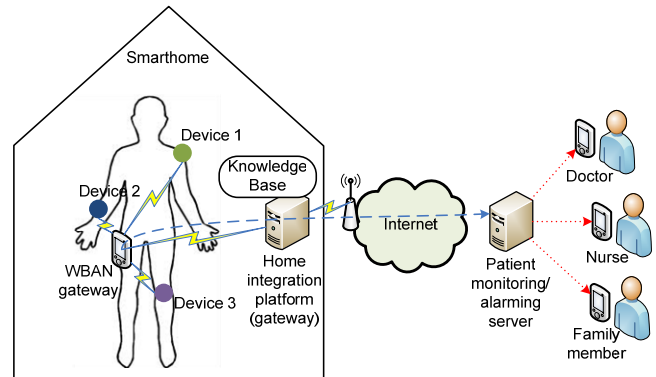 Smarthome
Device 1
Knowledge
Base
Device 2
WBAN
gateway
Device 3
Home
integration
platform
(gateway)
Internet
Patient
monitoring/
alarming
server
Doctor
Nurse
Family
member